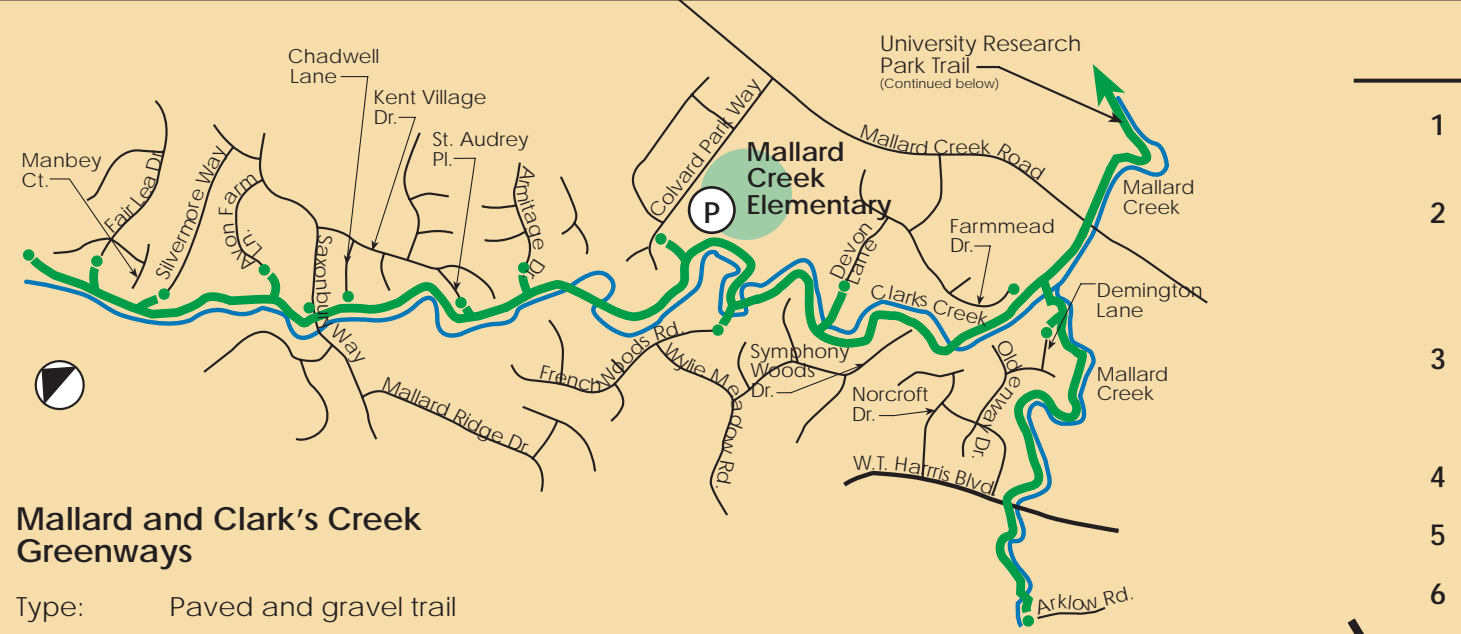 University Research
Park Trail
(Continued below)
Chadwell
Lane
Kent Village
Dr.
St. Audrey
Pl.
Manbey
Ct.
Fair Lea Dr.
Silvermore Way
Avon Farm
Ln.
Saxonbury Way
Armitage Dr.
Colvard Park Way
Mallard
Creek
Elementary
P
Mallard Creek Road
Mallard
Creek
Farmmead
Dr.
Devon
Lane
Clarks Creek
Demington
Lane
Mallard
Creek
Symphony
Woods
Dr.
Norcroft
Dr.
Oldenway Dr.
French Woods Rd.
Wylie Meadow Rd.
Mallard Ridge Dr.
W.T. Harrris Blvd.
Arklow Rd.
1
2
3
4
5
6
Mallard and Clark's Creek
Greenways
Type: Paved and gravel trail